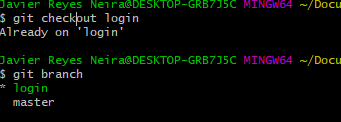 Javier Reyes Neira@DESKTOP-GRB7J5C MINGW64 ~/Docu
$ git checkout login
Already on 'login'
Javier Reyes Neira@DESKTOP-GRB7J5C MINGW64 ~/Docu
$ git branch
* login
master